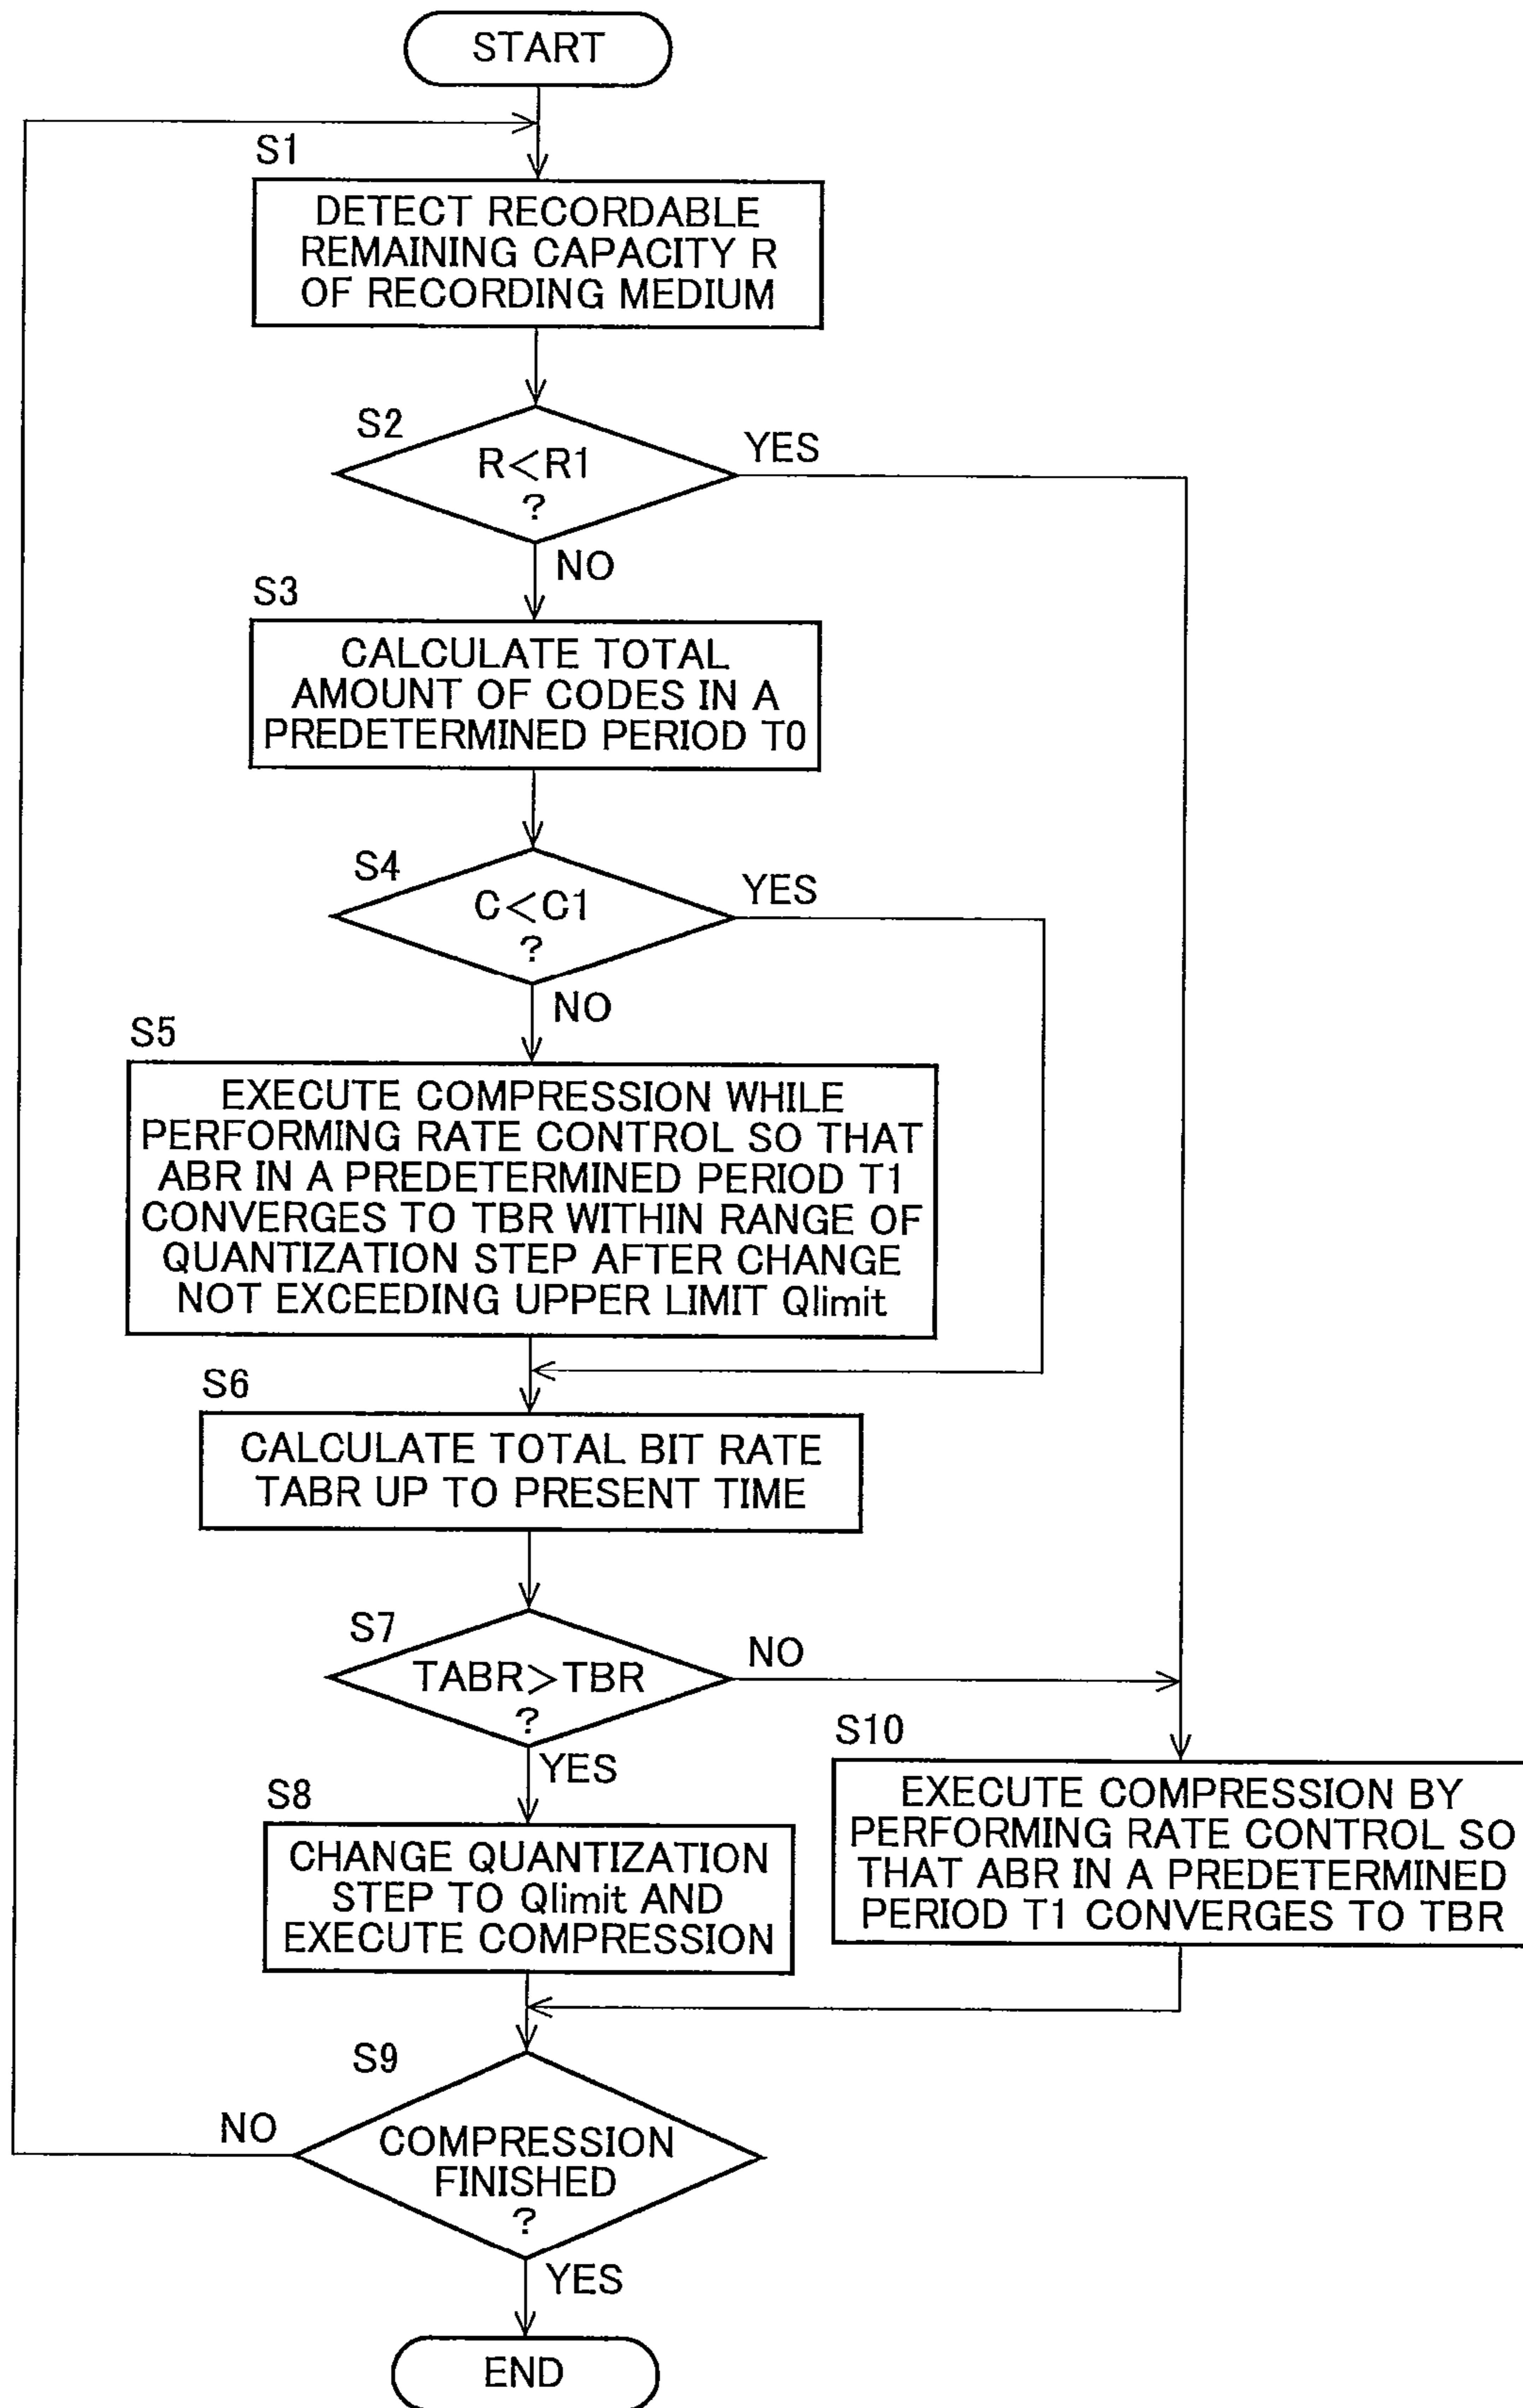 START
S1
DETECT RECORDABLE
REMAINING CAPACITY R
OF RECORDING MEDIUM
S2
R<R1
?
YES
NO
S3
CALCULATE TOTAL
AMOUNT OF CODES IN A
PREDETERMINED PERIOD T0
S4
C<C1
?
YES
NO
S5
EXECUTE COMPRESSION WHILE
PERFORMING RATE CONTROL SO THAT
ABR IN A PREDETERMINED PERIOD T1
CONVERGES TO TBR WITHIN RANGE OF
QUANTIZATION STEP AFTER CHANGE
NOT EXCEEDING UPPER LIMIT Qlimit
S6
CALCULATE TOTAL BIT RATE
TABR UP TO PRESENT TIME
S7
TABR>TBR
?
NO
YES
S8
CHANGE QUANTIZATION
STEP TO Qlimit AND
EXECUTE COMPRESSION
S10
EXECUTE COMPRESSION BY
PERFORMING RATE CONTROL SO
THAT ABR IN A PREDETERMINED
PERIOD T1 CONVERGES TO TBR
S9
COMPRESSION
FINISHED
?
NO
YES
END